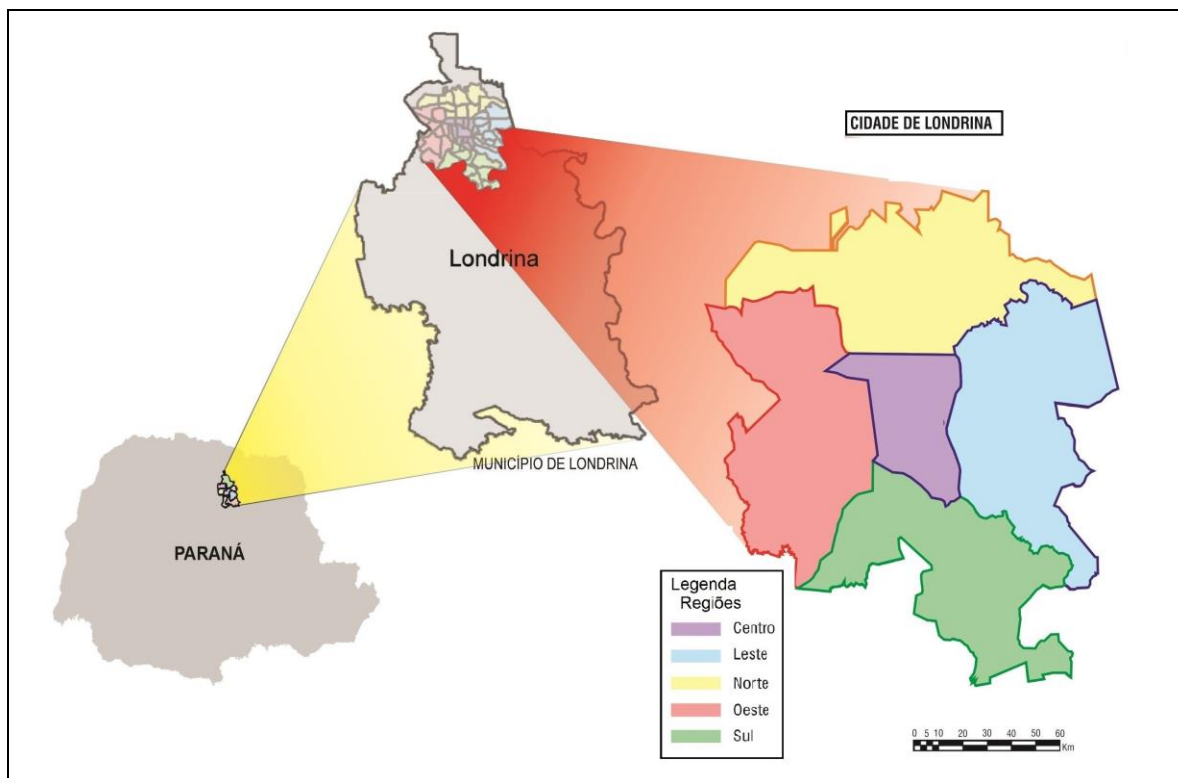 CIDADE DE LONDRINA
Londrina
MUNICÍPIO DE LONDRINA
PARANÁ
Legenda
Regiões
Centro
Leste
Norte
Oeste
Sul
0 5 10 20 30 40 50 60
Km